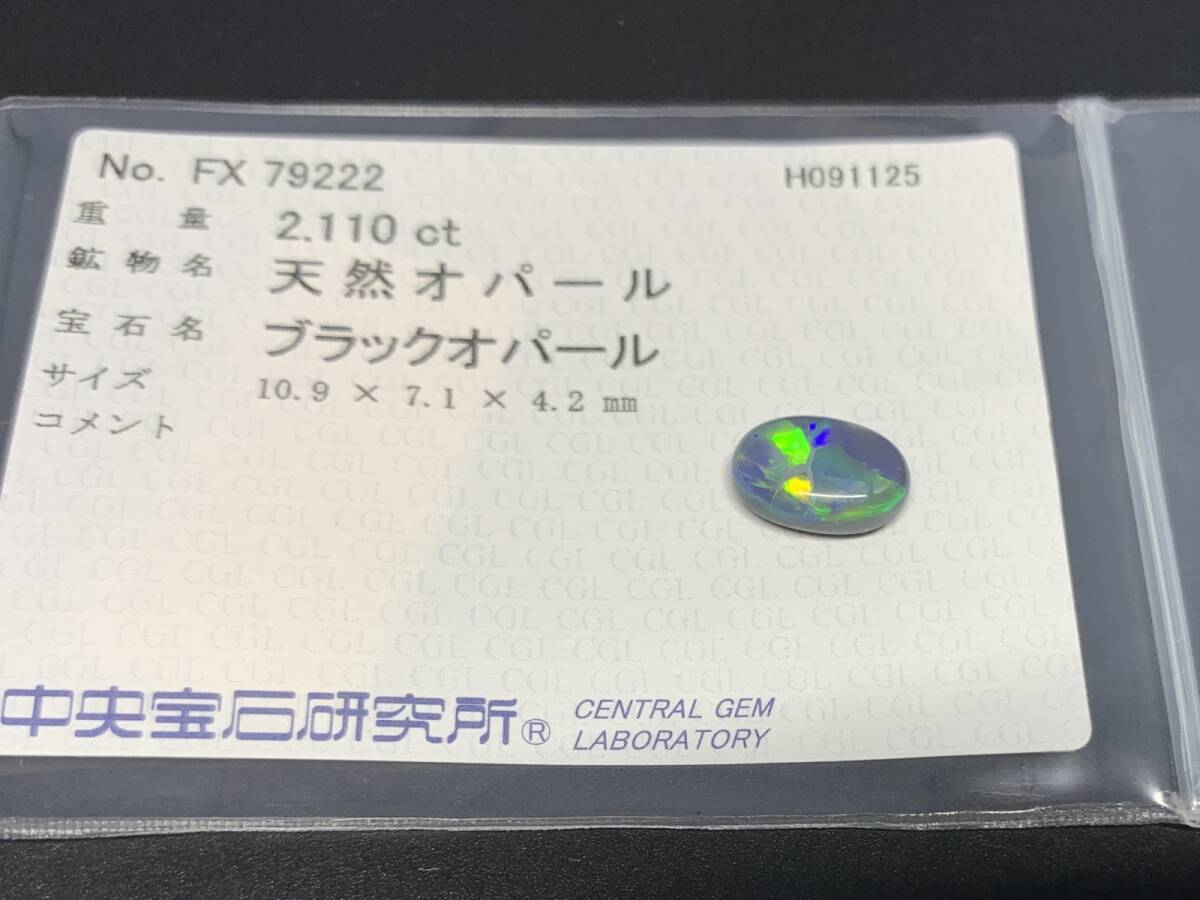 No. FX 79222 H091125
重量 2.110 ct
鉱物名 天然オパール
宝石名 ブラックオパール
サイズ 10.9 × 7.1 × 4.2 mm
コメント
中央宝石研究所® CENTRAL GEM
LABORATORY